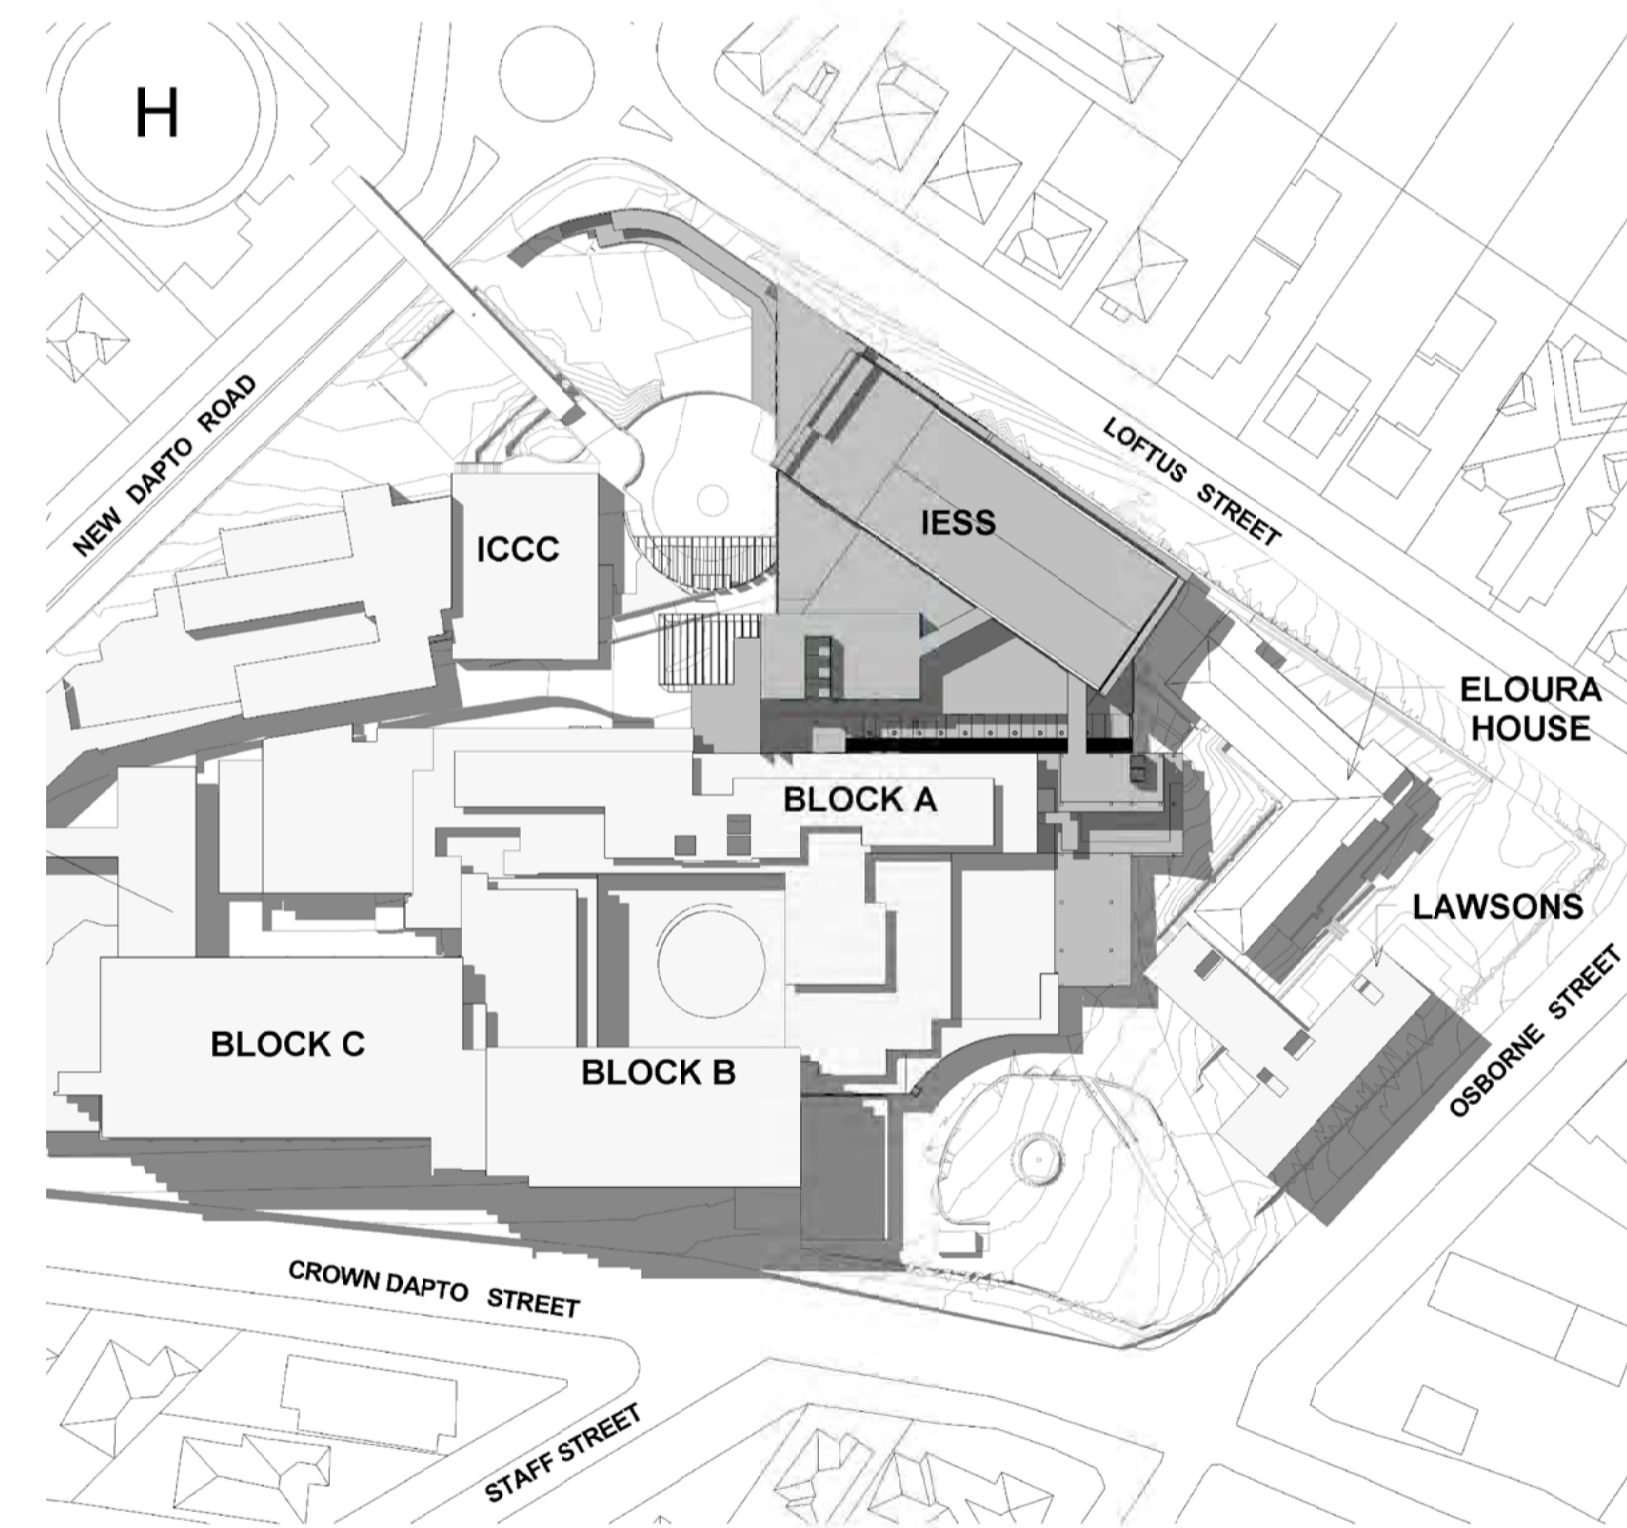 H
NEW DAPTO ROAD
LOFTUS STREET
IESS
ICCC
ELOURA
HOUSE
BLOCK A
LAWSONS
OSBORNE STREET
BLOCK C
BLOCK B
CROWN DAPTO STREET
STAFF STREET